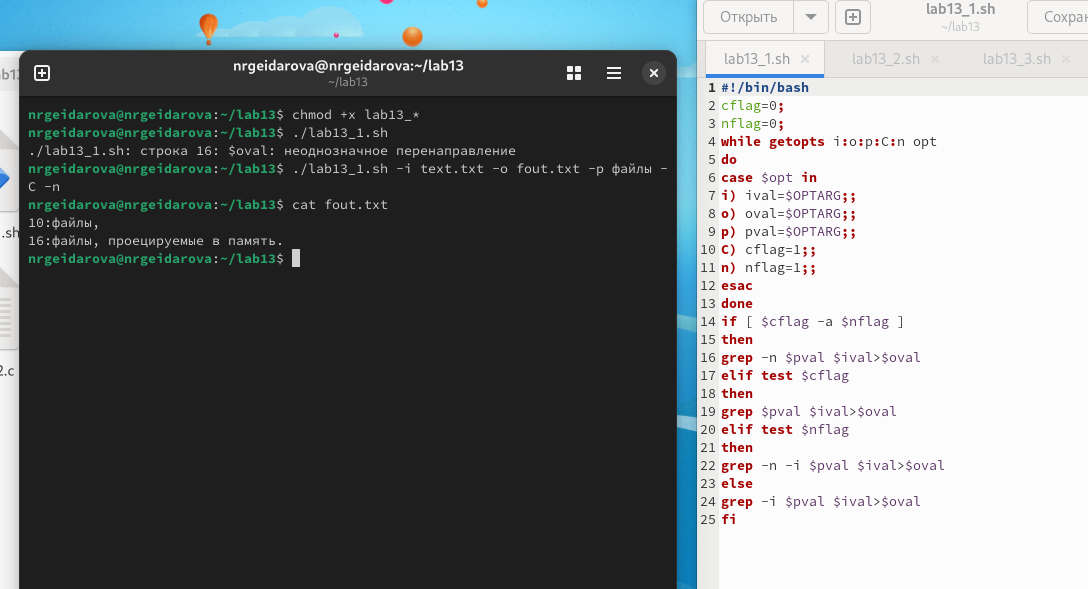 Открыть
lab13_1.sh
~/lab13
Сохран
lab13_1.sh × lab13_2.sh × lab13_3.sh ×
nrgeidarova@nrgeidarova:~/lab13
~/lab13
nrgeidarova@nrgeidarova:~/lab13$ chmod +x lab13_*
nrgeidarova@nrgeidarova:~/lab13$ ./lab13_1.sh
./lab13_1.sh: строка 16: $oval: неоднозначное перенаправление
nrgeidarova@nrgeidarova:~/lab13$ ./lab13_1.sh -i text.txt -o fout.txt -p файлы -
C -n
nrgeidarova@nrgeidarova:~/lab13$ cat fout.txt
10:файлы,
16:файлы, проецируемые в память.
nrgeidarova@nrgeidarova:~/lab13$
.sh
2.c
1 #!/bin/bash
2 cflag=0;
3 nflag=0;
4 while getopts i:o:p:C:n opt
5 do
6 case $opt in
7 i) ival=$OPTARG;;
8 o) oval=$OPTARG;;
9 p) pval=$OPTARG;;
10 C) cflag=1;;
11 n) nflag=1;;
12 esac
13 done
14 if [ $cflag -a $nflag ]
15 then
16 grep -n $pval $ival>$oval
17 elif test $cflag
18 then
19 grep $pval $ival>$oval
20 elif test $nflag
21 then
22 grep -n -i $pval $ival>$oval
23 else
24 grep -i $pval $ival>$oval
25 fi